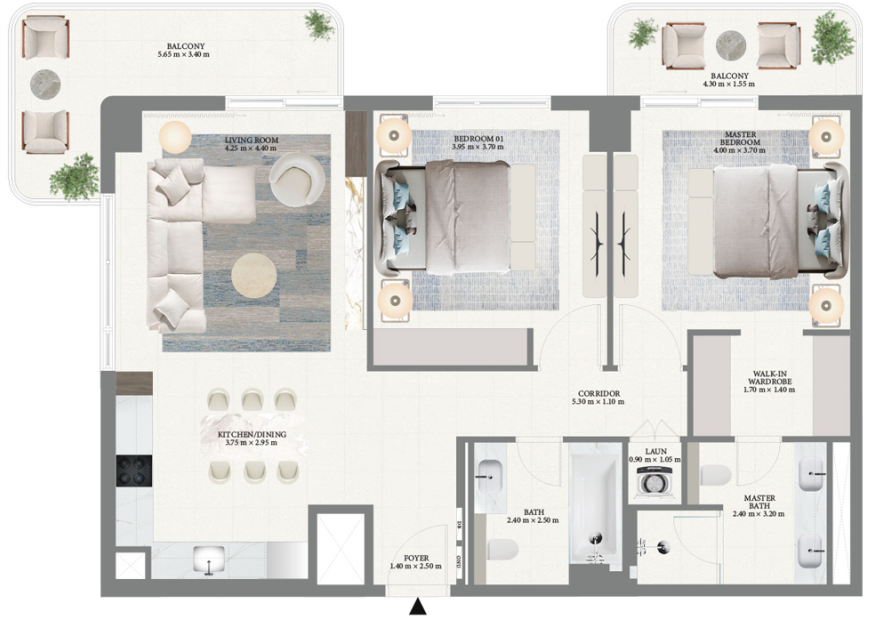 BALCONY
5.65 m × 3.40 m
BALCONY
4.30 m × 1.55 m
LIVING ROOM
4.25 m × 4.40 m
BEDROOM 01
3.95 m × 3.70 m
MASTER
BEDROOM
4.00 m × 3.70 m
WALK-IN
WARDROBE
1.70 m × 1.40 m
CORRIDOR
5.30 m × 1.10 m
KITCHEN/DINING
3.75 m × 2.95 m
LAUN
0.90 m × 1.05 m
BATH
2.40 m × 2.50 m
MASTER
BATH
2.40 m × 3.20 m
DB
ONU
FOYER
1.40 m × 2.50 m